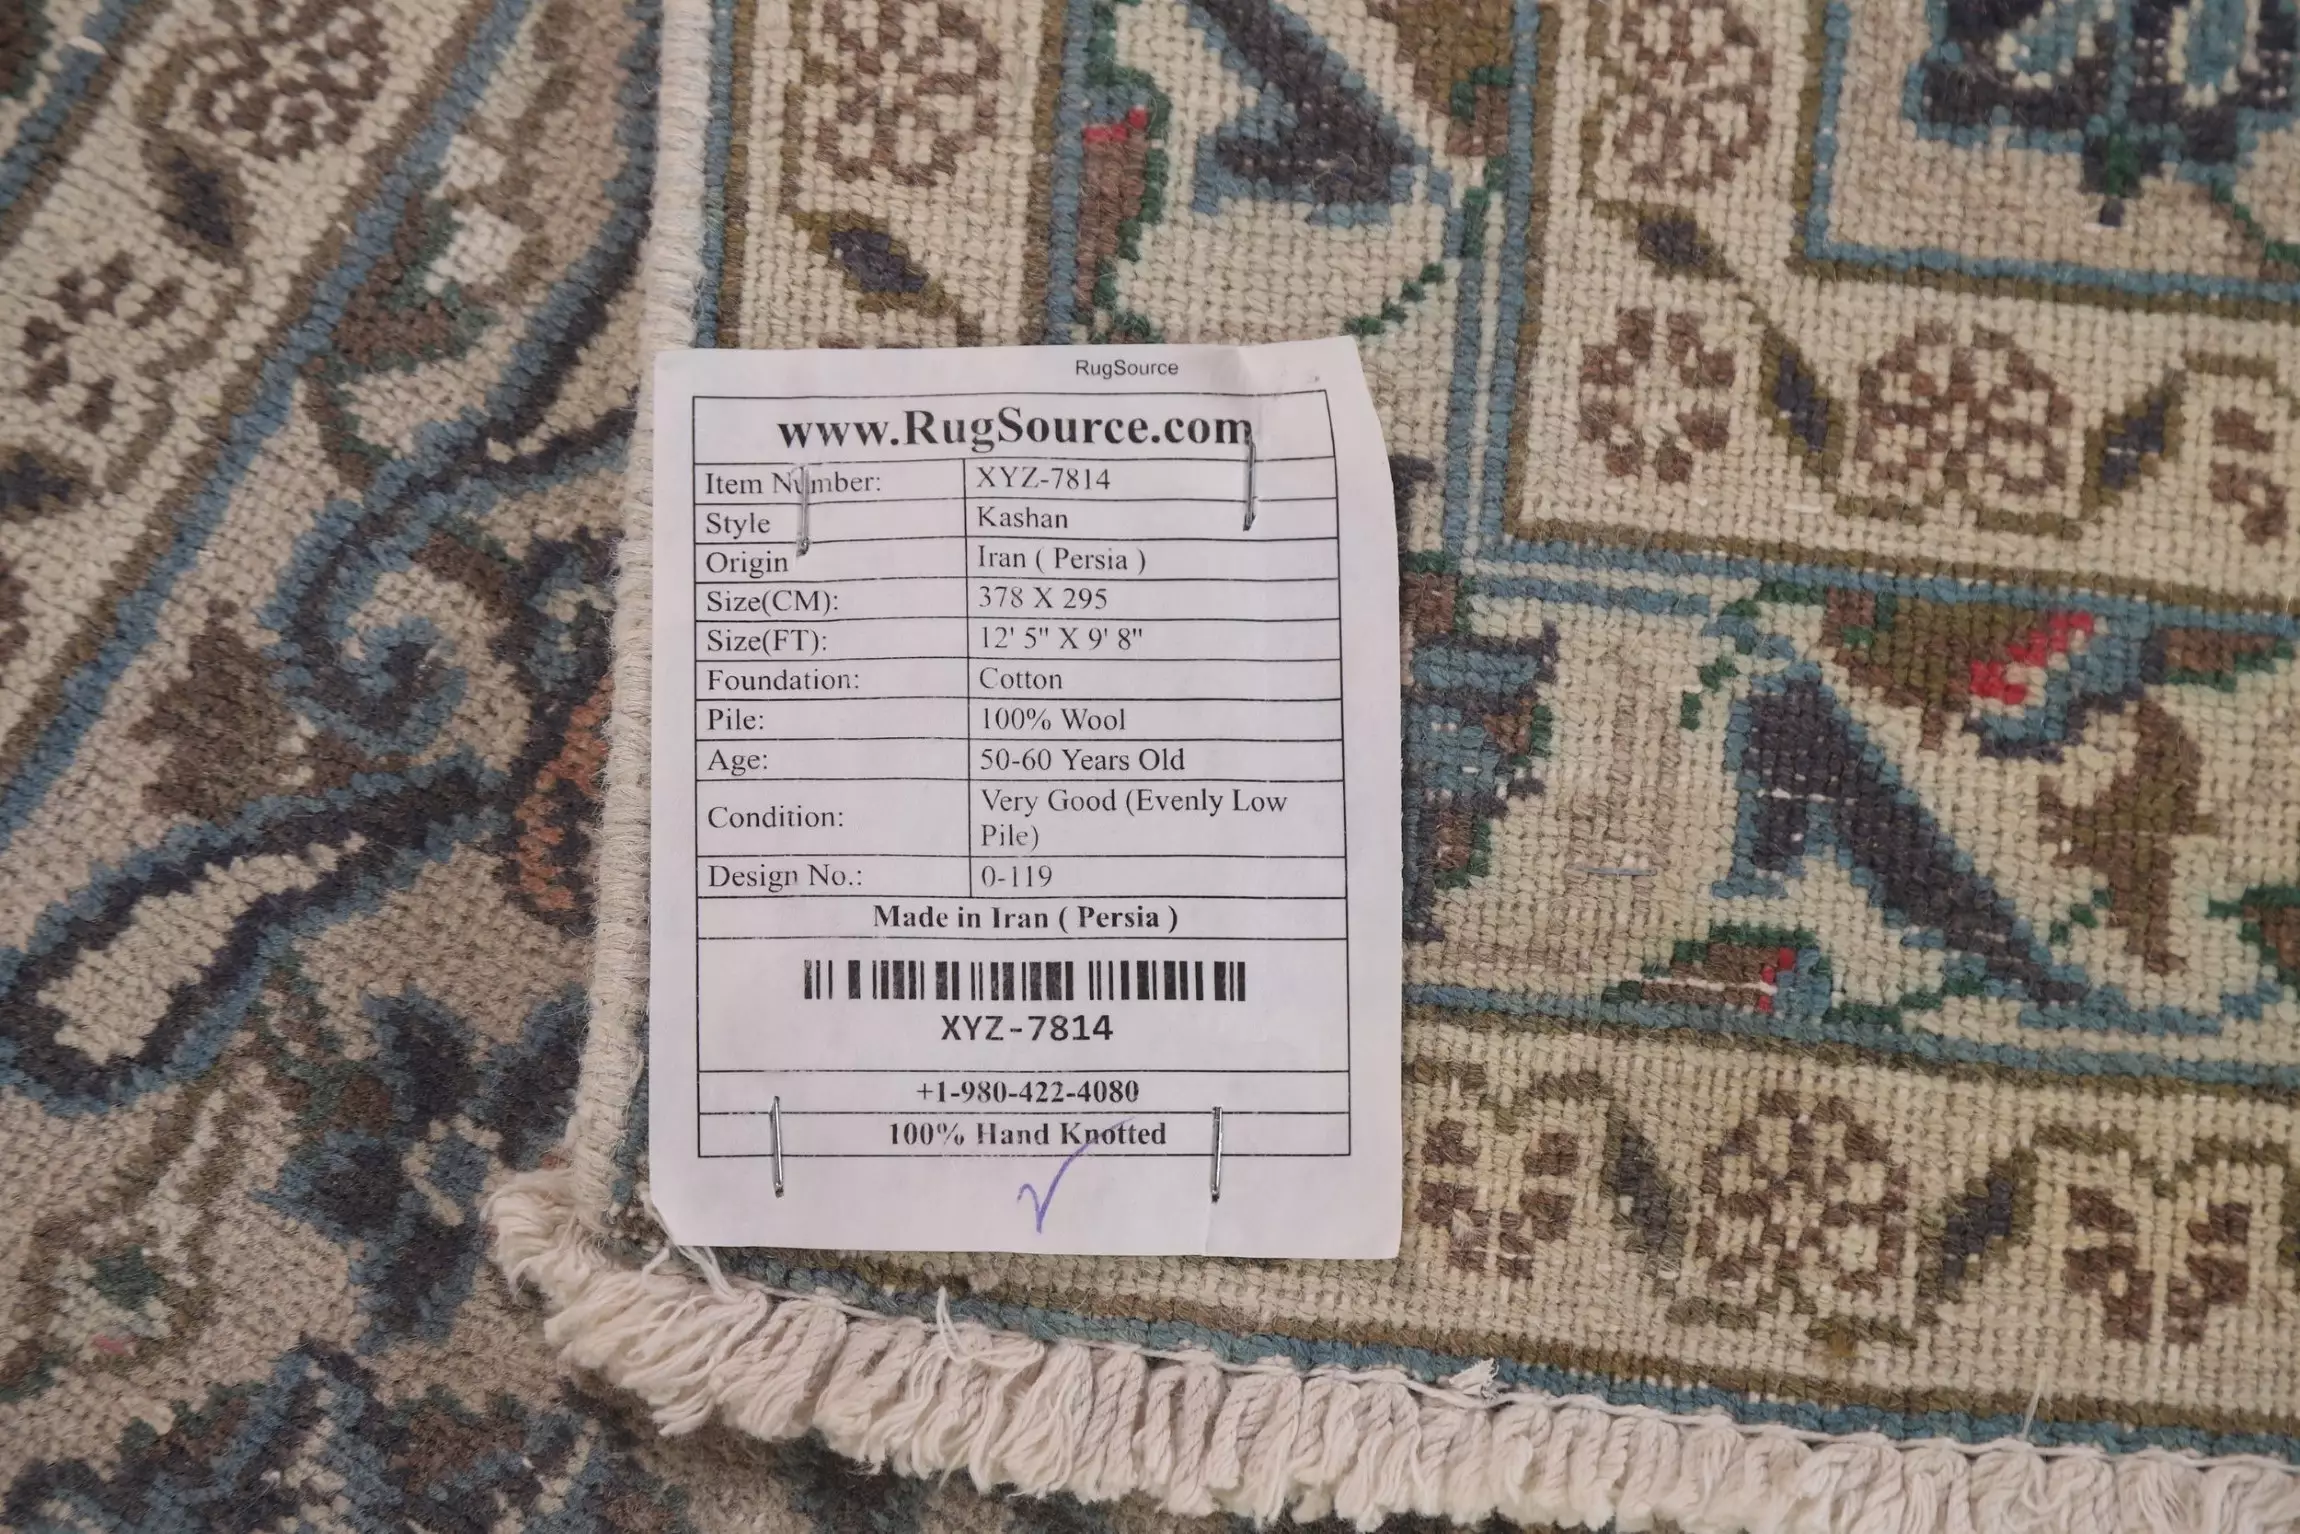 RugSource
www.RugSource.com
Item Number: XYZ-7814
Style Kashan
Origin Iran ( Persia )
Size(CM): 378 X 295
Size(FT): 12' 5" X 9' 8"
Foundation: Cotton
Pile: 100% Wool
Age: 50-60 Years Old
Condition: Very Good (Evenly Low
Pile)
Design No.: 0-119
Made in Iran ( Persia )
XYZ-7814
+1-980-422-4080
100% Hand Knotted